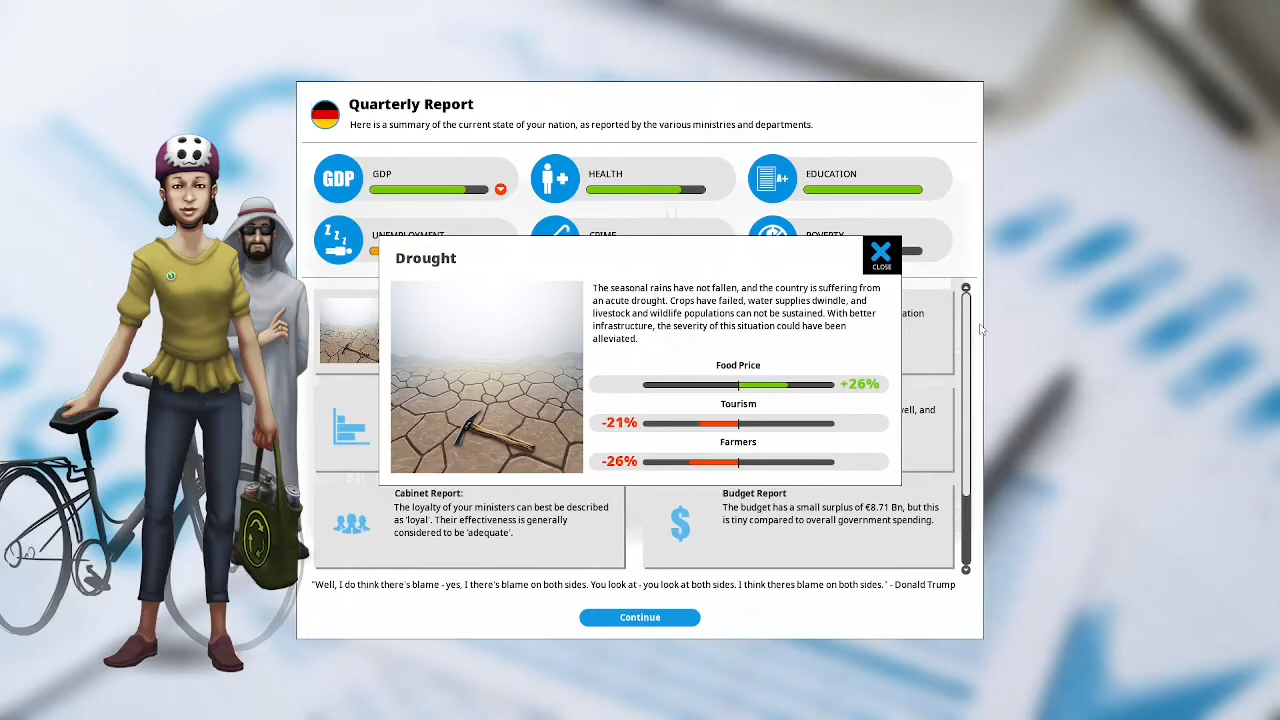 Quarterly Report
Here is a summary of the current state of your nation, as reported by the various ministries and departments.
GDP
GDP
HEALTH
A+
EDUCATION
Z Z Z
UNEMPLOYMENT
CRIME
POVERTY
Drought
CLOSE
The seasonal rains have not fallen, and the country is suffering from
an acute drought. Crops have failed, water supplies dwindle, and
livestock and wildlife populations can not be sustained. With better
infrastructure, the severity of this situation could have been
alleviated.
Food Price
+26%
Tourism
-21%
Farmers
-26%
well, and
Cabinet Report:
The loyalty of your ministers can best be described
as 'loyal'. Their effectiveness is generally
considered to be 'adequate'.
$
Budget Report
The budget has a small surplus of €8.71 Bn, but this
is tiny compared to overall government spending.
"Well, I do think there's blame - yes, I there's blame on both sides. You look at - you look at both sides. I think theres blame on both sides." - Donald Trump
Continue